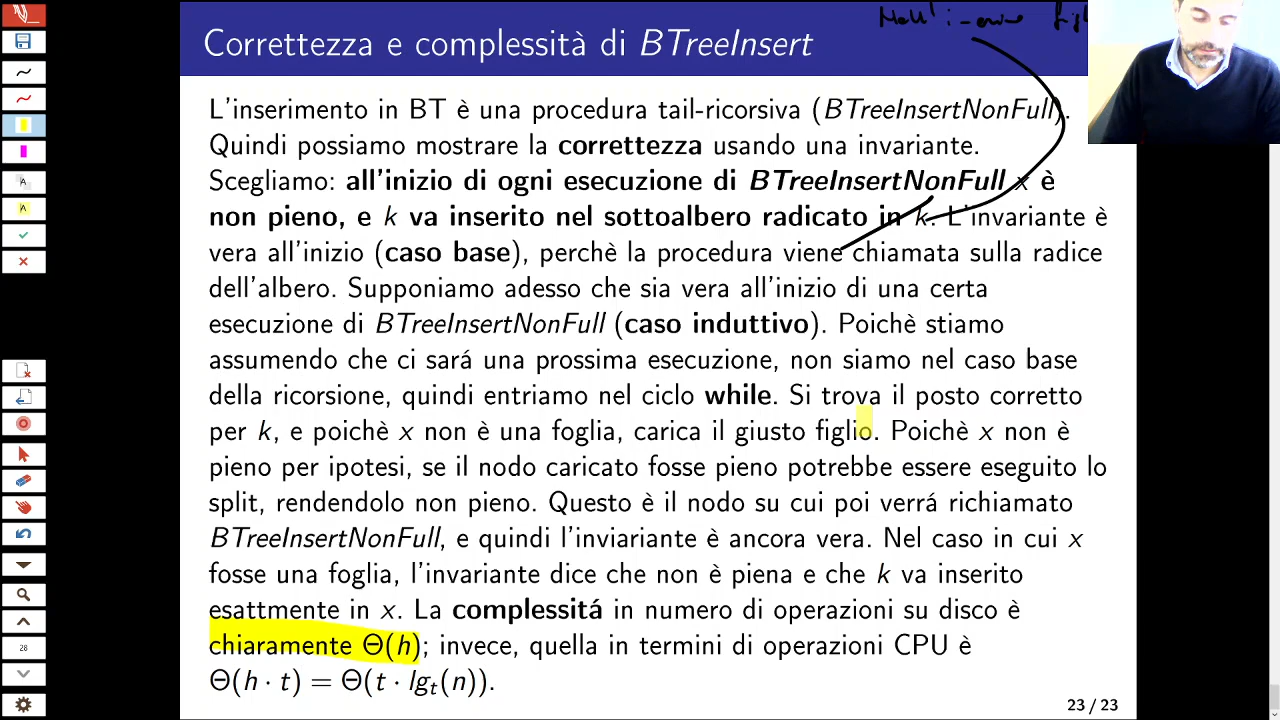 Correttezza e complessità di BTreeInsert
L'inserimento in BT è una procedura tail-ricorsiva (BTreeInsertNonFull).
Quindi possiamo mostrare la correttezza usando una invariante.
Scegliamo: all'inizio di ogni esecuzione di BTreeInsertNonFull x è
non pieno, e k va inserito nel sottoalbero radicato in k. L'invariante è
vera all'inizio (caso base), perchè la procedura viene chiamata sulla radice
dell'albero. Supponiamo adesso che sia vera all'inizio di una certa
esecuzione di BTreeInsertNonFull (caso induttivo). Poichè stiamo
assumendo che ci sará una prossima esecuzione, non siamo nel caso base
della ricorsione, quindi entriamo nel ciclo while. Si trova il posto corretto
per k, e poichè x non è una foglia, carica il giusto figlio. Poichè x non è
pieno per ipotesi, se il nodo caricato fosse pieno potrebbe essere eseguito lo
split, rendendolo non pieno. Questo è il nodo su cui poi verrá richiamato
BTreeInsertNonFull, e quindi l'inviariante è ancora vera. Nel caso in cui x
fosse una foglia, l'invariante dice che non è piena e che k va inserito
esattmente in x. La complessitá in numero di operazioni su disco è
chiaramente Θ(h); invece, quella in termini di operazioni CPU è
Θ(h · t) = Θ(t · lgₜ(n)).
23 / 23
28